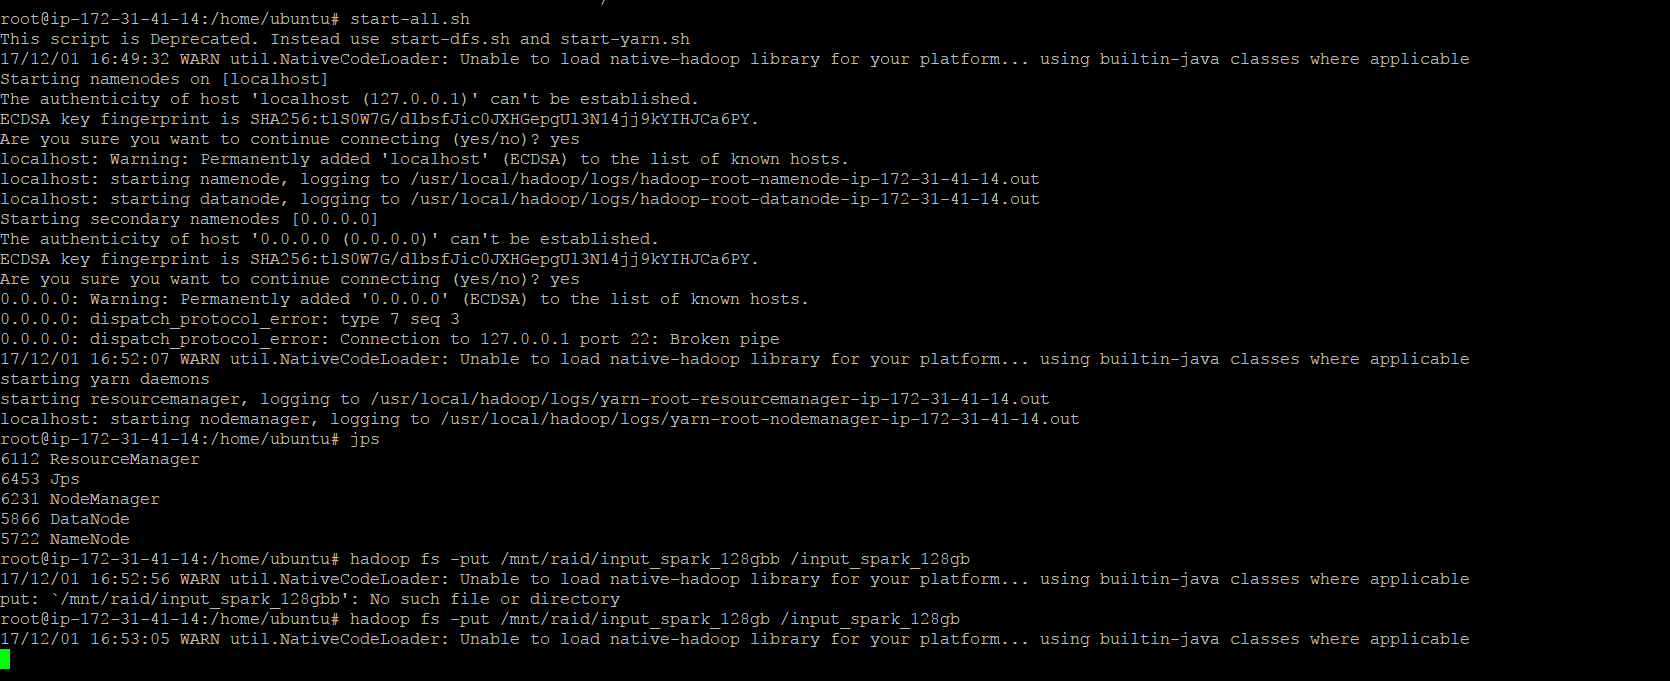 root@ip-172-31-41-14:/home/ubuntu# start-all.sh
This script is Deprecated. Instead use start-dfs.sh and start-yarn.sh
17/12/01 16:49:32 WARN util.NativeCodeLoader: Unable to load native-hadoop library for your platform... using builtin-java classes where applicable
Starting namenodes on [localhost]
The authenticity of host 'localhost (127.0.0.1)' can't be established.
ECDSA key fingerprint is SHA256:tlS0W7G/dlbsfJic0JXHGepgUl3N14jj9kYIHJCa6PY.
Are you sure you want to continue connecting (yes/no)? yes
localhost: Warning: Permanently added 'localhost' (ECDSA) to the list of known hosts.
localhost: starting namenode, logging to /usr/local/hadoop/logs/hadoop-root-namenode-ip-172-31-41-14.out
localhost: starting datanode, logging to /usr/local/hadoop/logs/hadoop-root-datanode-ip-172-31-41-14.out
Starting secondary namenodes [0.0.0.0]
The authenticity of host '0.0.0.0 (0.0.0.0)' can't be established.
ECDSA key fingerprint is SHA256:tlS0W7G/dlbsfJic0JXHGepgUl3N14jj9kYIHJCa6PY.
Are you sure you want to continue connecting (yes/no)? yes
0.0.0.0: Warning: Permanently added '0.0.0.0' (ECDSA) to the list of known hosts.
0.0.0.0: dispatch_protocol_error: type 7 seq 3
0.0.0.0: dispatch_protocol_error: Connection to 127.0.0.1 port 22: Broken pipe
17/12/01 16:52:07 WARN util.NativeCodeLoader: Unable to load native-hadoop library for your platform... using builtin-java classes where applicable
starting yarn daemons
starting resourcemanager, logging to /usr/local/hadoop/logs/yarn-root-resourcemanager-ip-172-31-41-14.out
localhost: starting nodemanager, logging to /usr/local/hadoop/logs/yarn-root-nodemanager-ip-172-31-41-14.out
root@ip-172-31-41-14:/home/ubuntu# jps
6112 ResourceManager
6453 Jps
6231 NodeManager
5866 DataNode
5722 NameNode
root@ip-172-31-41-14:/home/ubuntu# hadoop fs -put /mnt/raid/input_spark_128gbb /input_spark_128gb
17/12/01 16:52:56 WARN util.NativeCodeLoader: Unable to load native-hadoop library for your platform... using builtin-java classes where applicable
put: `/mnt/raid/input_spark_128gbb': No such file or directory
root@ip-172-31-41-14:/home/ubuntu# hadoop fs -put /mnt/raid/input_spark_128gb /input_spark_128gb
17/12/01 16:53:05 WARN util.NativeCodeLoader: Unable to load native-hadoop library for your platform... using builtin-java classes where applicable